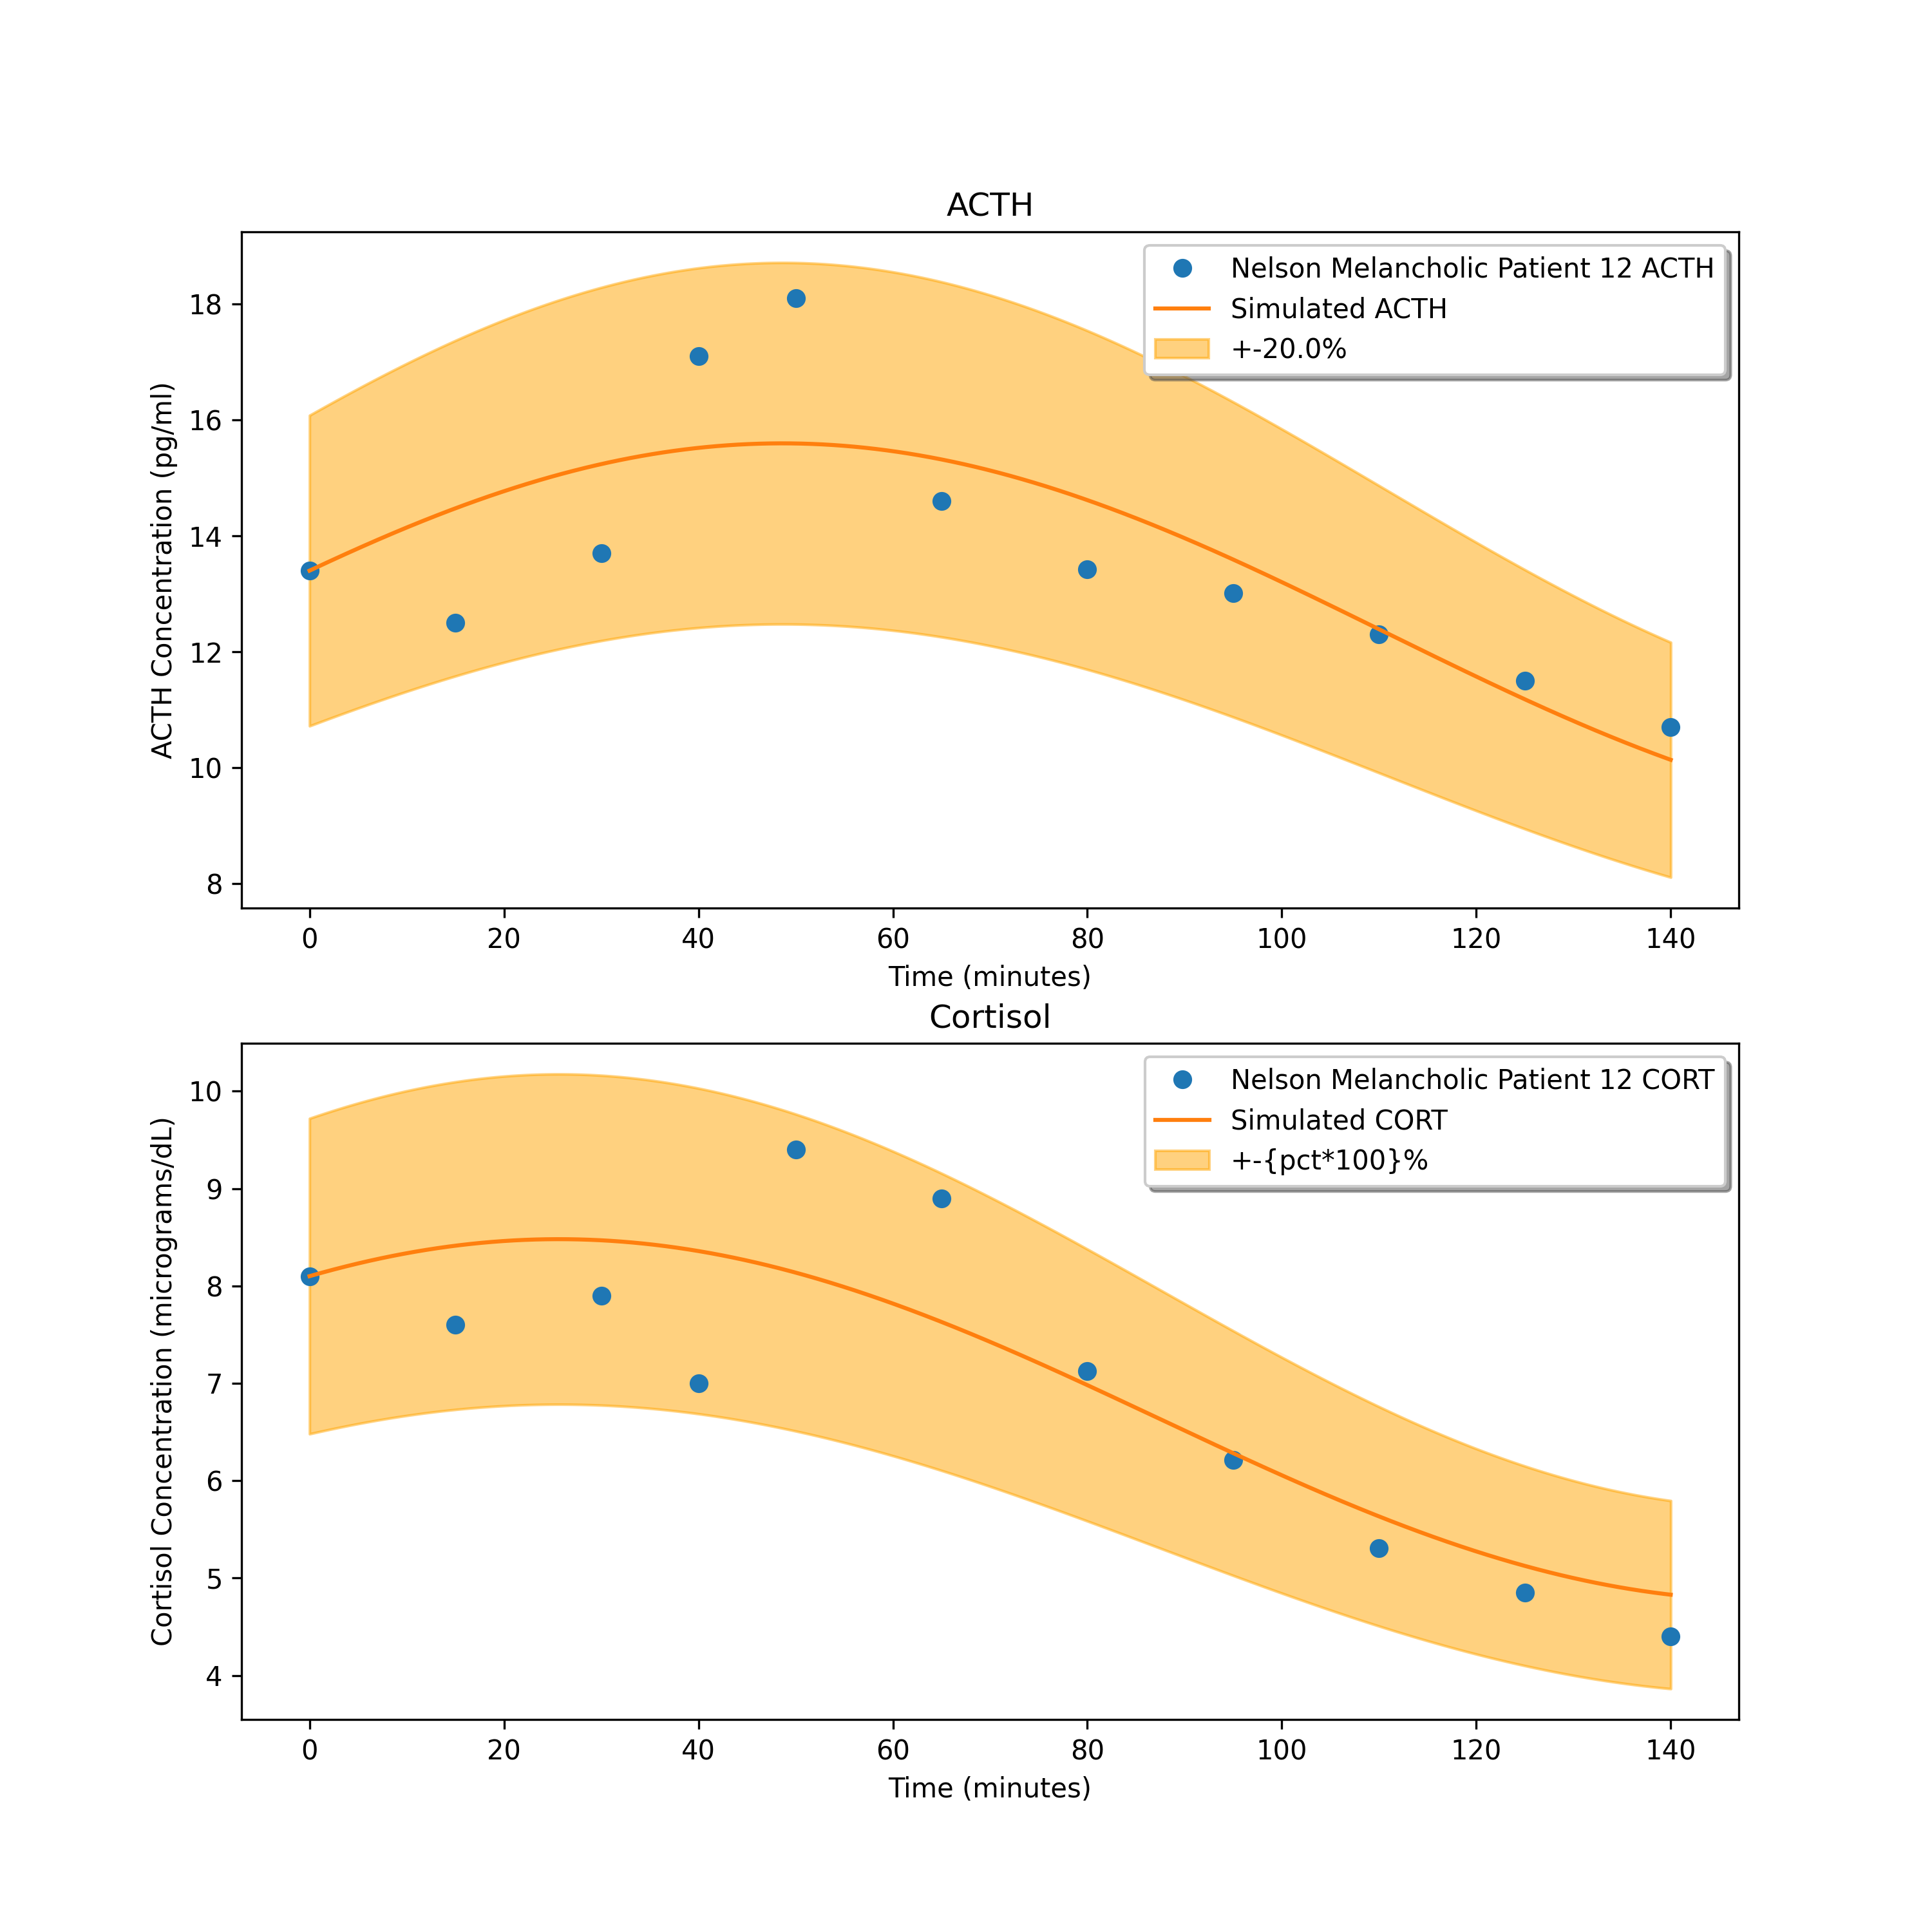 ACTH
Nelson Melancholic Patient 12 ACTH
Simulated ACTH
+-20.0%
ACTH Concentration (pg/ml)
18
16
14
12
10
8
0 20 40 60 80 100 120 140
Time (minutes)
Cortisol
Nelson Melancholic Patient 12 CORT
Simulated CORT
+-{pct*100}%
Cortisol Concentration (micrograms/dL)
10
9
8
7
6
5
4
0 20 40 60 80 100 120 140
Time (minutes)